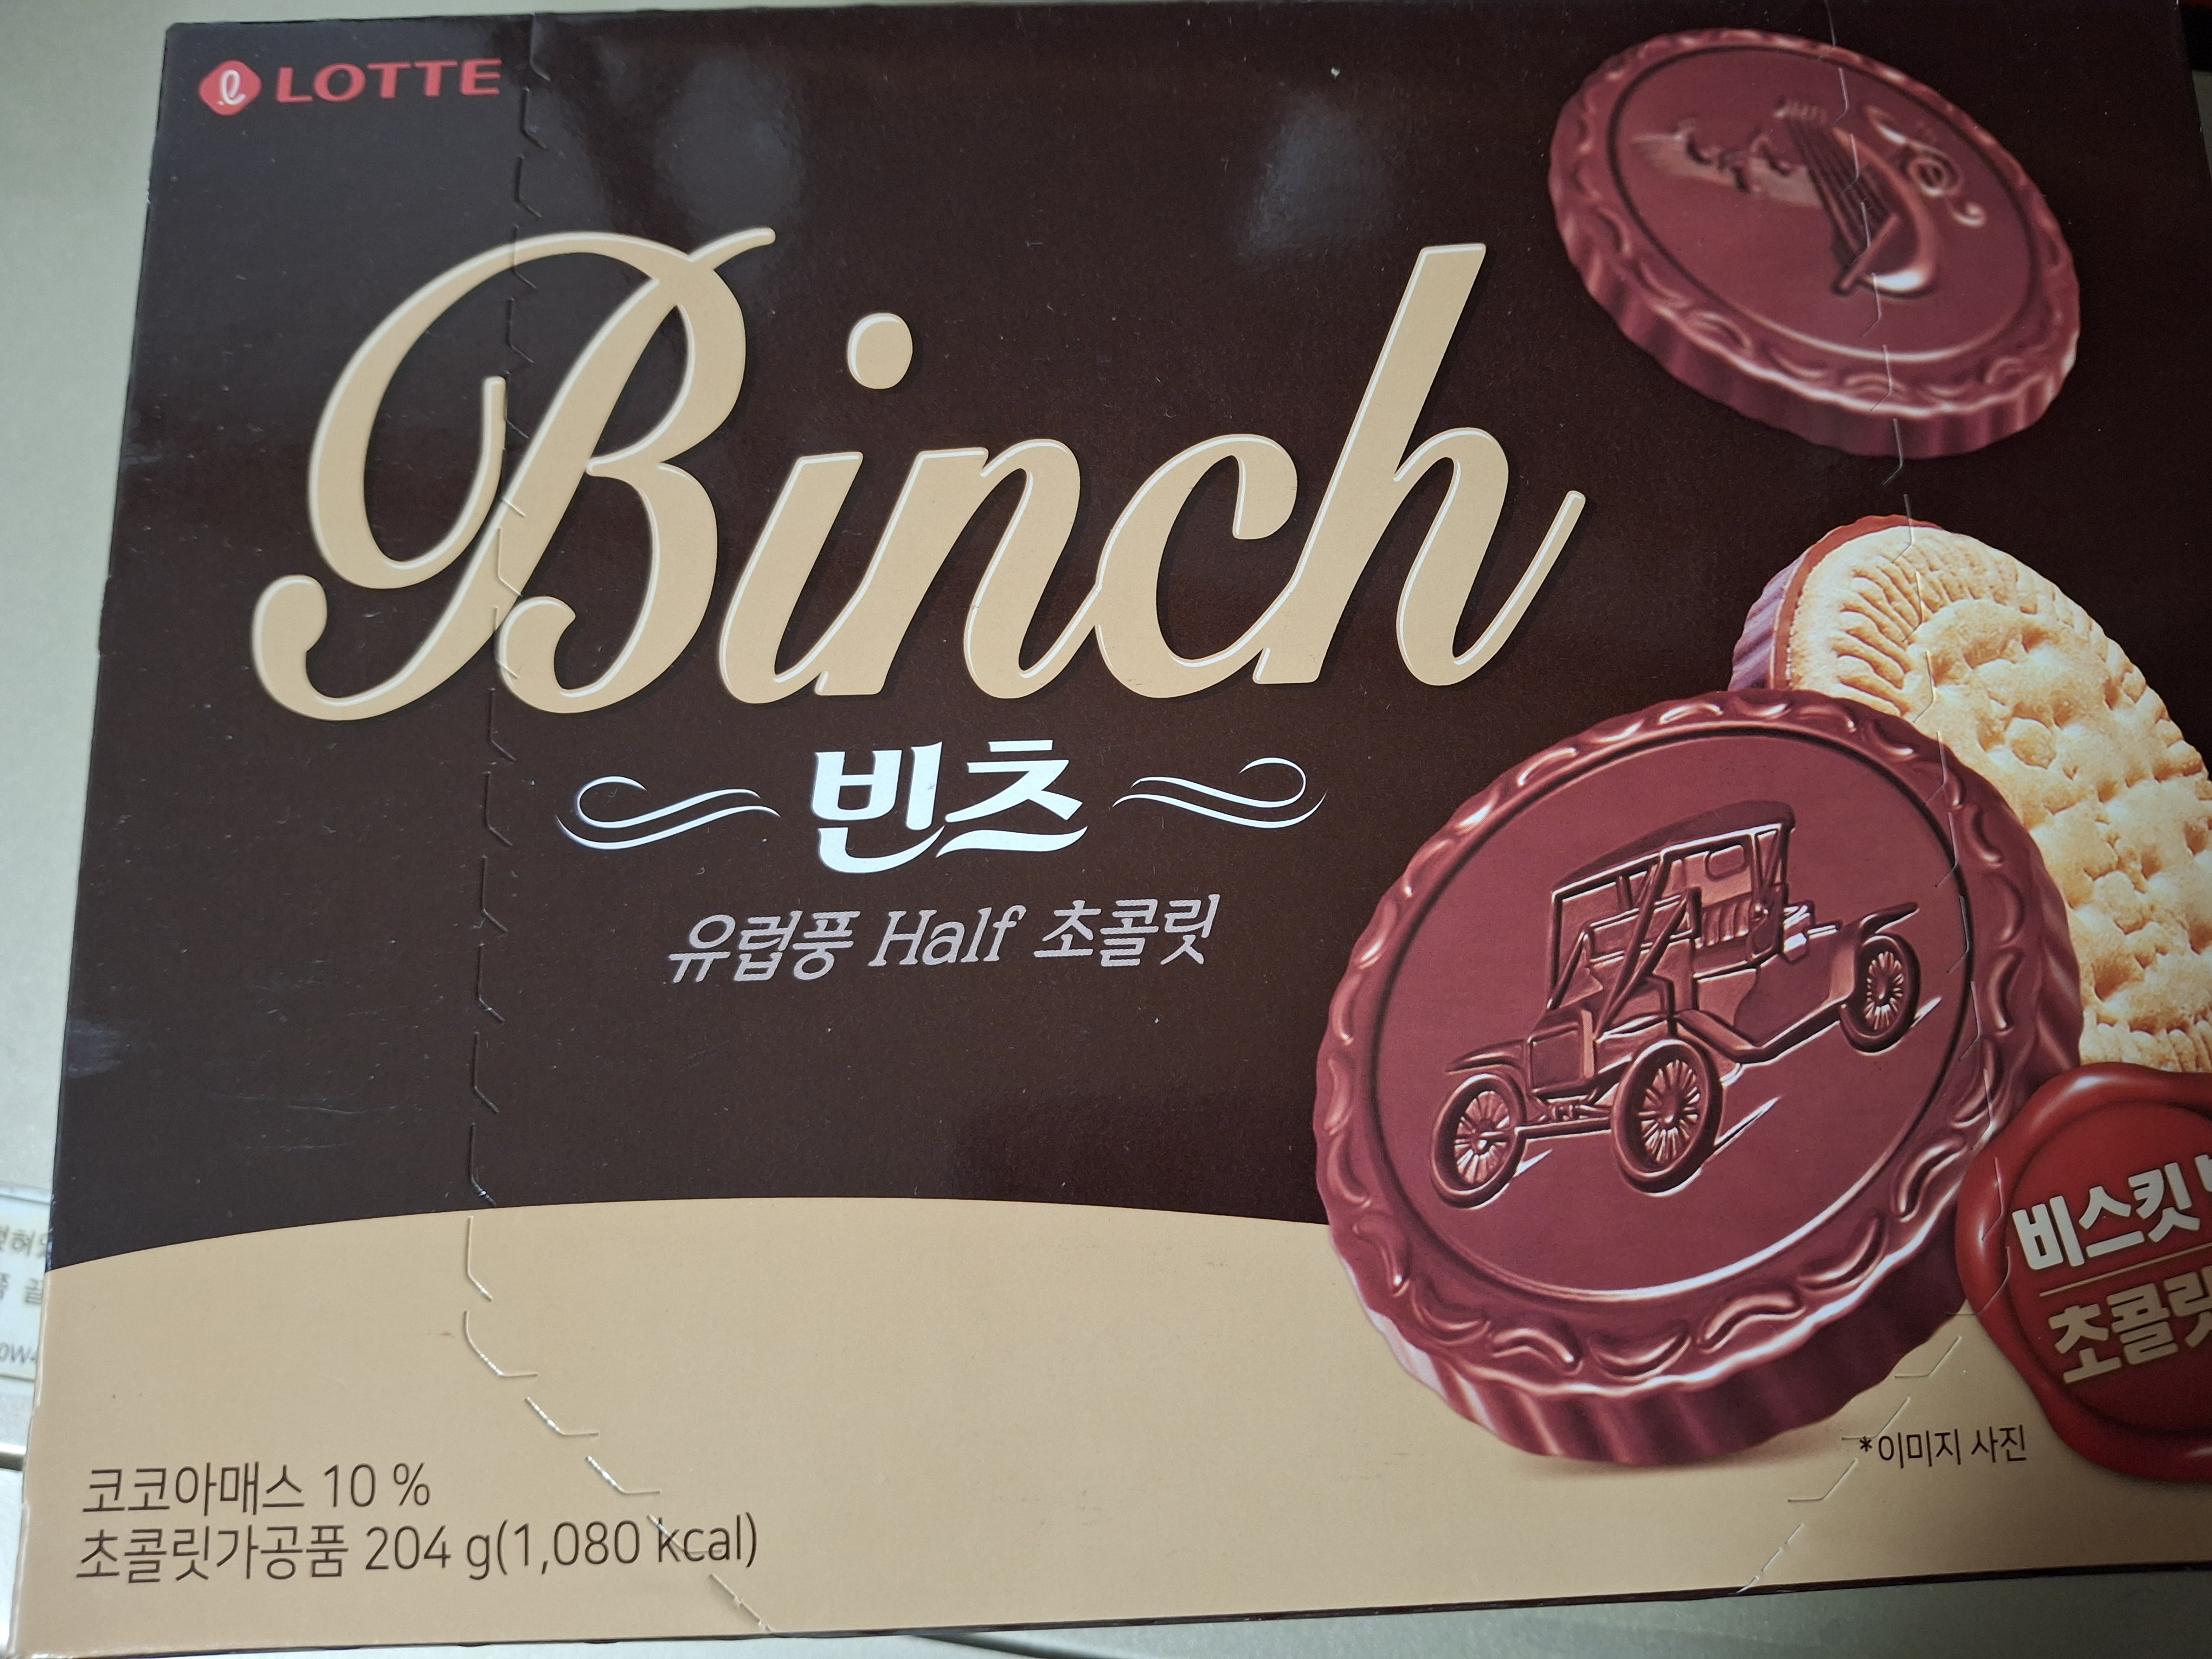 LOTTE
Binch
빈츠
유럽풍 Half 초콜릿
비스킷
초콜릿
*이미지 사진
코코아매스 10 %
초콜릿가공품 204 g(1,080 kcal)